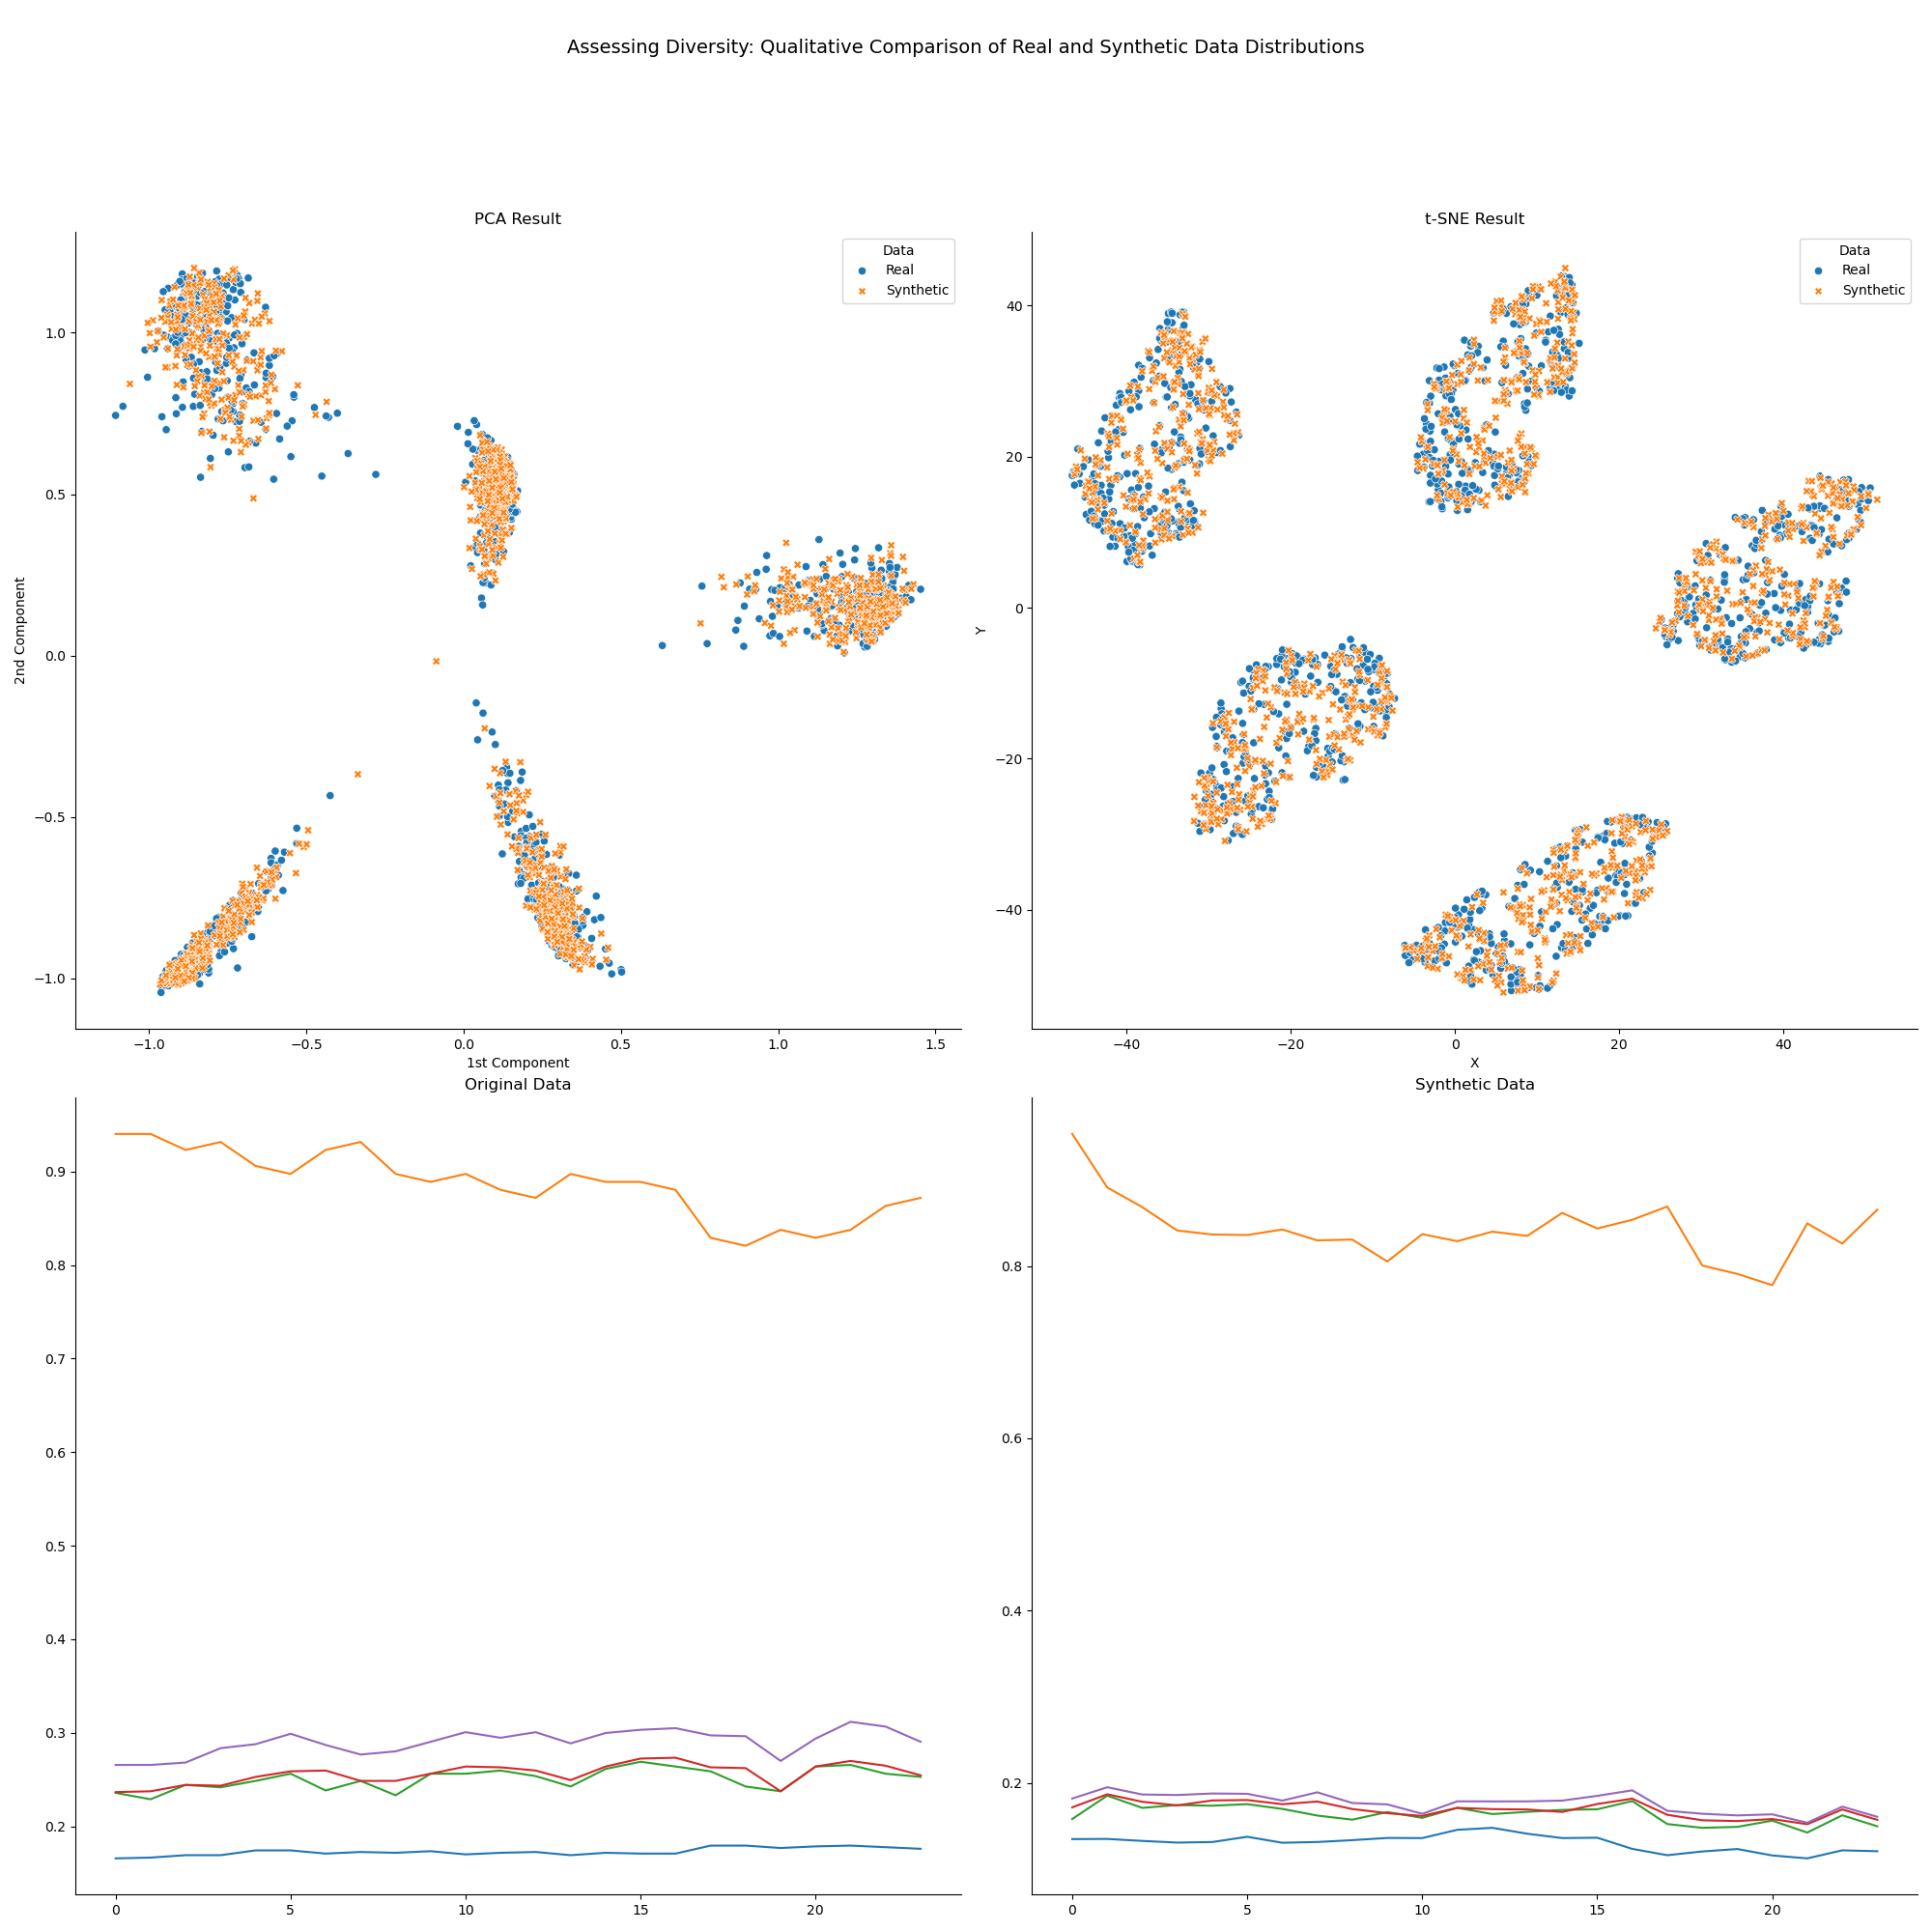 Assessing Diversity: Qualitative Comparison of Real and Synthetic Data Distributions
PCA Result
Data
Real
Synthetic
1.0
0.5
0.0
−0.5
−1.0
2nd Component
−1.0 −0.5 0.0 0.5 1.0 1.5
1st Component
t-SNE Result
Data
Real
Synthetic
40
20
0
−20
−40
Y
−40 −20 0 20 40
X
Original Data
0.9
0.8
0.7
0.6
0.5
0.4
0.3
0.2
0 5 10 15 20
Synthetic Data
0.8
0.6
0.4
0.2
0 5 10 15 20